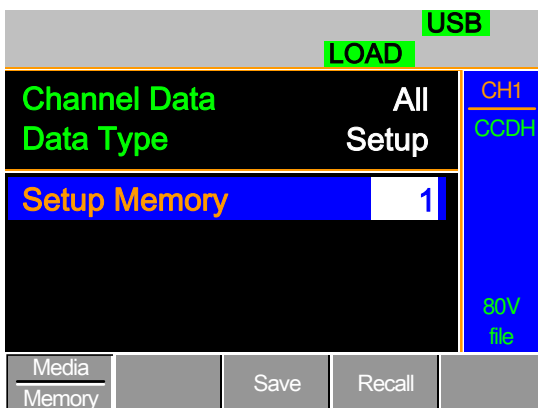 USB
LOAD
Channel Data All
Data Type Setup
Setup Memory 1
CH1
CCDH
80V
file
Media
Memory
Save
Recall